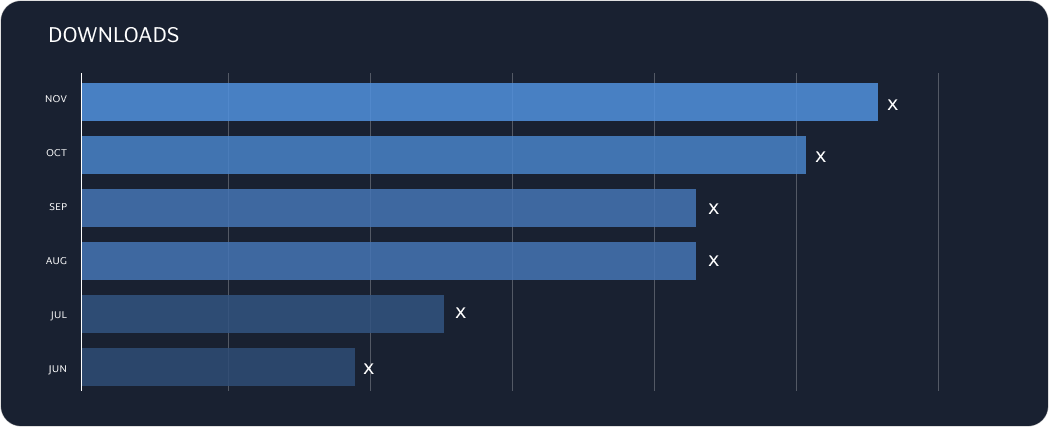 DOWNLOADS
NOV X
OCT X
SEP X
AUG X
JUL X
JUN X